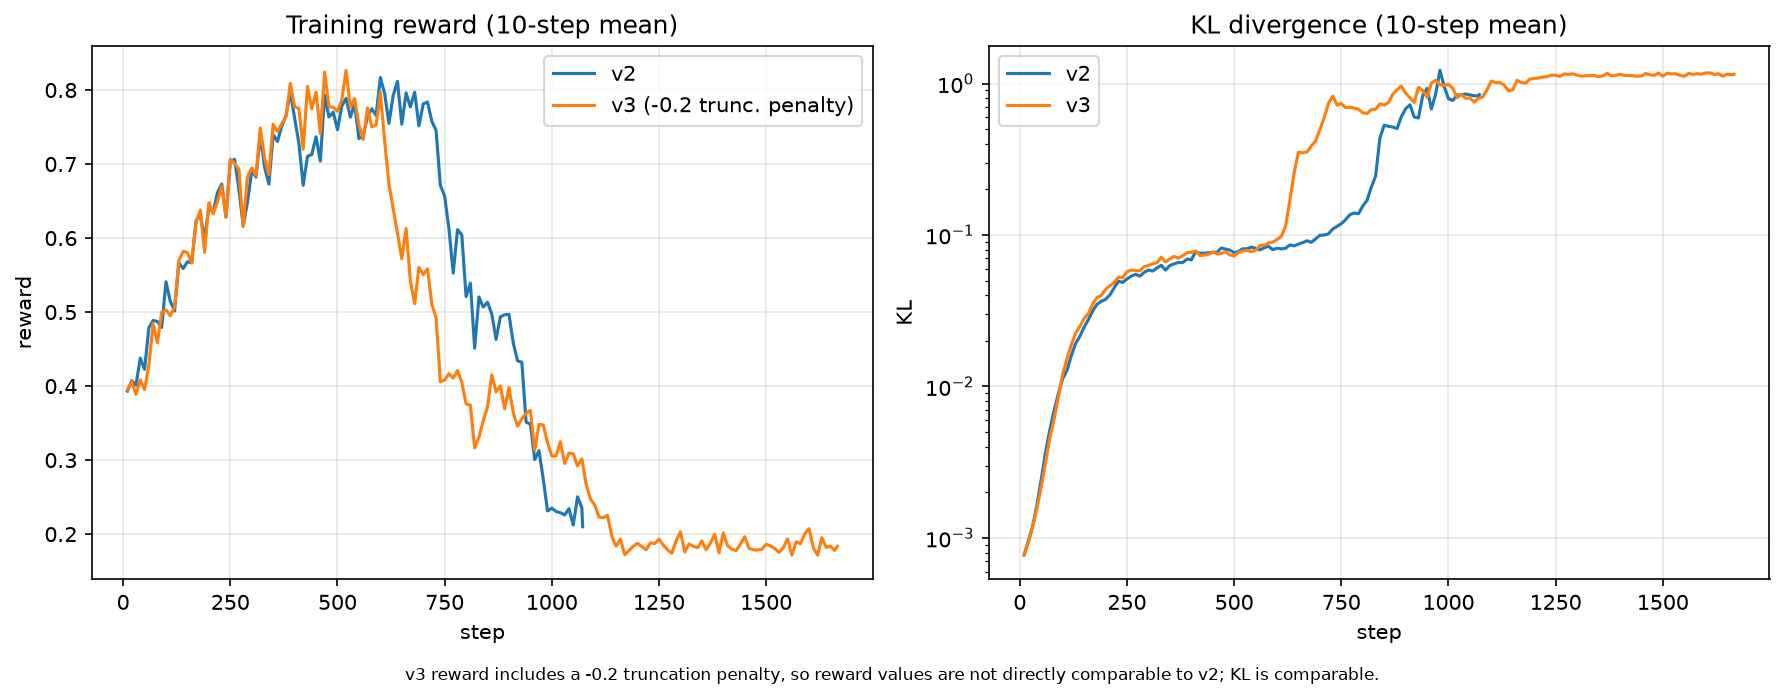 Training reward (10-step mean)
0.8
0.7
0.6
0.5
0.4
0.3
0.2
reward
0 250 500 750 1000 1250 1500
step
v2
v3 (-0.2 trunc. penalty)
KL divergence (10-step mean)
10⁰
10⁻¹
10⁻²
10⁻³
KL
0 250 500 750 1000 1250 1500
step
v2
v3
v3 reward includes a -0.2 truncation penalty, so reward values are not directly comparable to v2; KL is comparable.